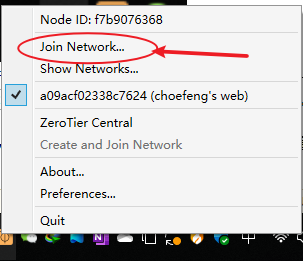 Node ID: f7b9076368
Join Network...
Show Networks...
a09acf02338c7624 (choefeng's web)
ZeroTier Central
Create and Join Network
About...
Preferences...
Quit